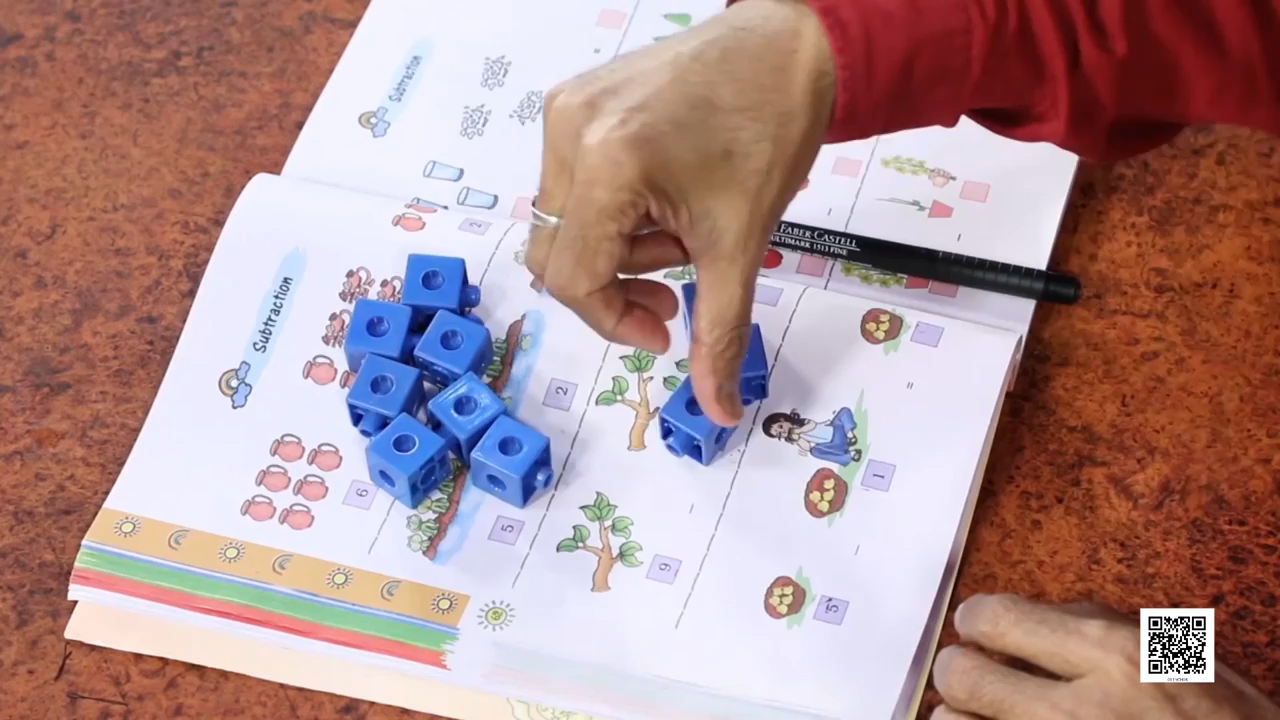 Subtraction
2
=
Subtraction
6
2
5
9
1
5
=
FABER-CASTELL
MULTIMARK 1513 FINE